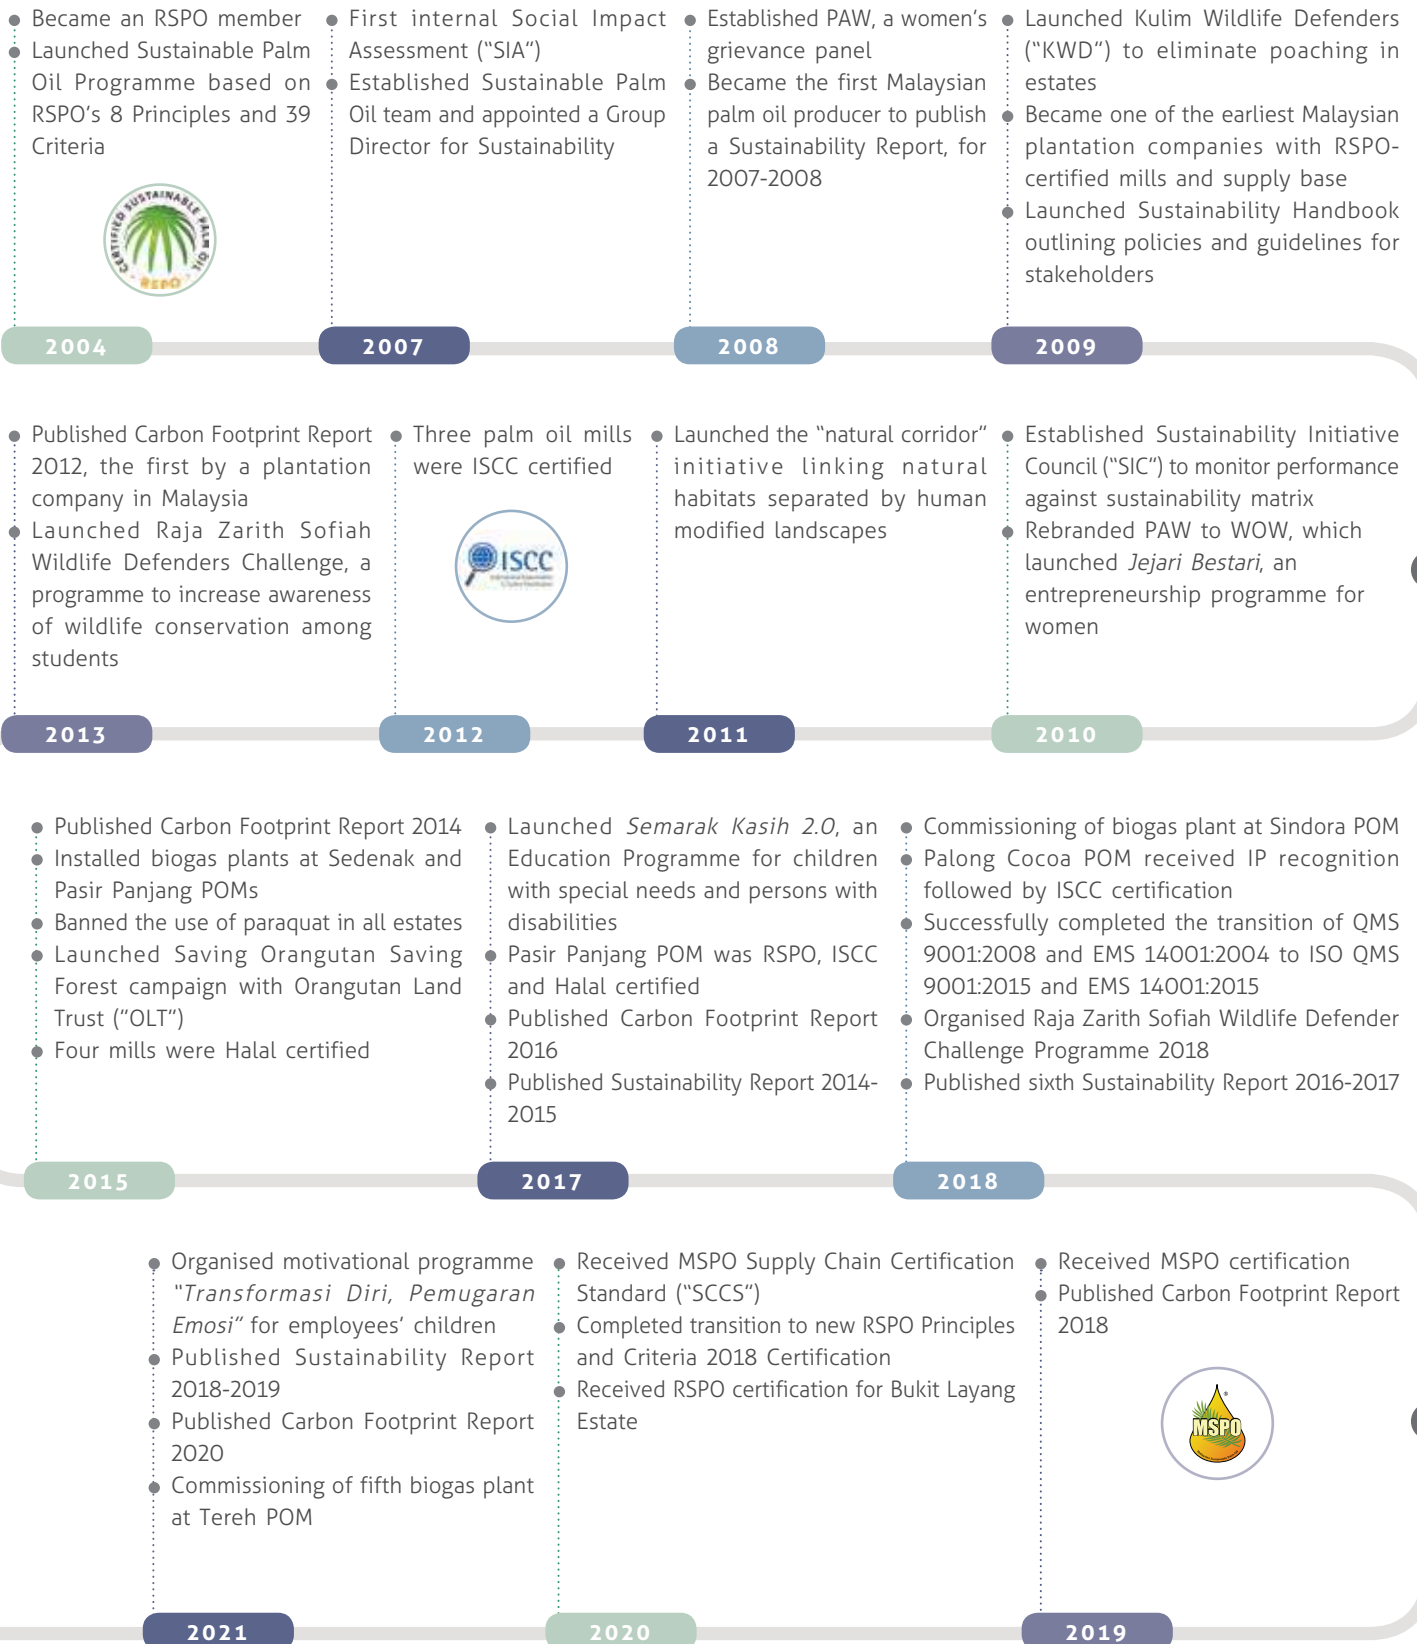 Became an RSPO member
Launched Sustainable Palm
Oil Programme based on
RSPO's 8 Principles and 39
Criteria
CERTIFIED SUSTAINABLE PALM OIL
RSPO
2004
First internal Social Impact
Assessment (“SIA”)
Established Sustainable Palm
Oil team and appointed a Group
Director for Sustainability
2007
Established PAW, a women’s
grievance panel
Became the first Malaysian
palm oil producer to publish
a Sustainability Report, for
2007-2008
2008
Launched Kulim Wildlife Defenders
(“KWD”) to eliminate poaching in
estates
Became one of the earliest Malaysian
plantation companies with RSPO-
certified mills and supply base
Launched Sustainability Handbook
outlining policies and guidelines for
stakeholders
2009
Published Carbon Footprint Report
2012, the first by a plantation
company in Malaysia
Launched Raja Zarith Sofiah
Wildlife Defenders Challenge, a
programme to increase awareness
of wildlife conservation among
students
2013
Three palm oil mills
were ISCC certified
ISCC
2012
Launched the “natural corridor”
initiative linking natural
habitats separated by human
modified landscapes
2011
Established Sustainability Initiative
Council (“SIC”) to monitor performance
against sustainability matrix
Rebranded PAW to WOW, which
launched Jejari Bestari, an
entrepreneurship programme for
women
2010
Published Carbon Footprint Report 2014
Installed biogas plants at Sedenak and
Pasir Panjang POMs
Banned the use of paraquat in all estates
Launched Saving Orangutan Saving
Forest campaign with Orangutan Land
Trust (“OLT”)
Four mills were Halal certified
2015
Launched Semarak Kasih 2.0, an
Education Programme for children
with special needs and persons with
disabilities
Pasir Panjang POM was RSPO, ISCC
and Halal certified
Published Carbon Footprint Report
2016
Published Sustainability Report 2014-
2015
2017
Commissioning of biogas plant at Sindora POM
Palong Cocoa POM received IP recognition
followed by ISCC certification
Successfully completed the transition of QMS
9001:2008 and EMS 14001:2004 to ISO QMS
9001:2015 and EMS 14001:2015
Organised Raja Zarith Sofiah Wildlife Defender
Challenge Programme 2018
Published sixth Sustainability Report 2016-2017
2018
Organised motivational programme
“Transformasi Diri, Pemugaran
Emosi” for employees’ children
Published Sustainability Report
2018-2019
Published Carbon Footprint Report
2020
Commissioning of fifth biogas plant
at Tereh POM
2021
Received MSPO Supply Chain Certification
Standard (“SCCS”)
Completed transition to new RSPO Principles
and Criteria 2018 Certification
Received RSPO certification for Bukit Layang
Estate
2020
Received MSPO certification
Published Carbon Footprint Report
2018
MSPO
2019